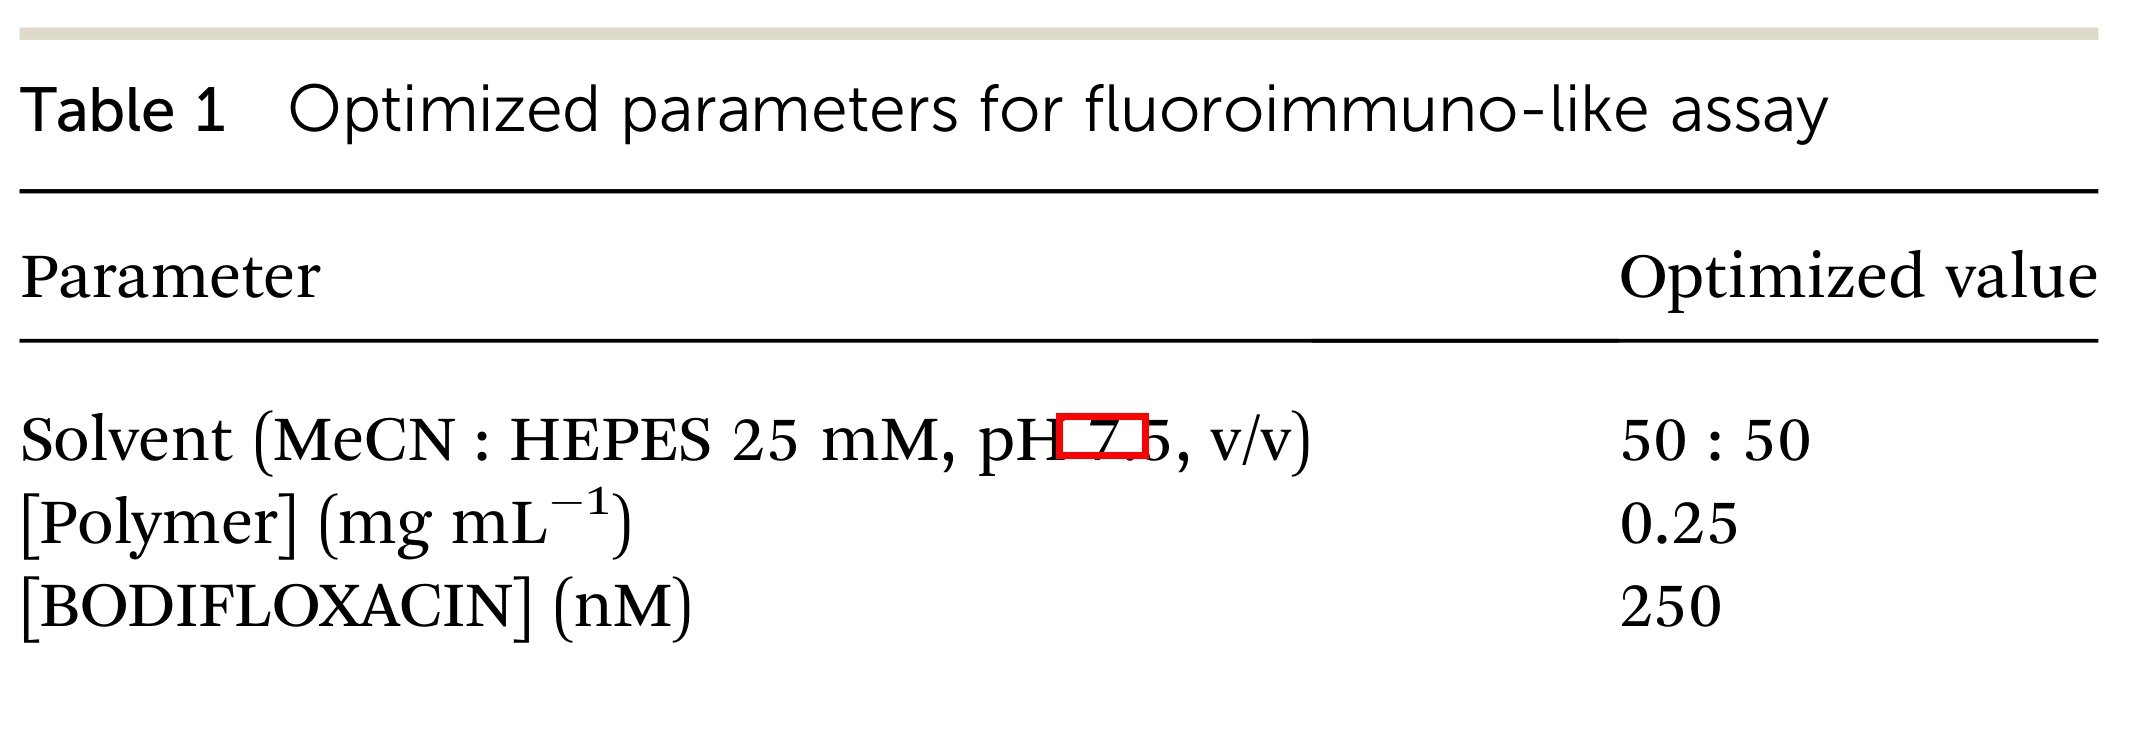 Table 1 Optimized parameters for fluoroimmuno-like assay
Parameter Optimized value
Solvent (MeCN : HEPES 25 mM, pH 7.5, v/v) 50 : 50
[Polymer] (mg mL⁻¹) 0.25
[BODIFLOXACIN] (nM) 250